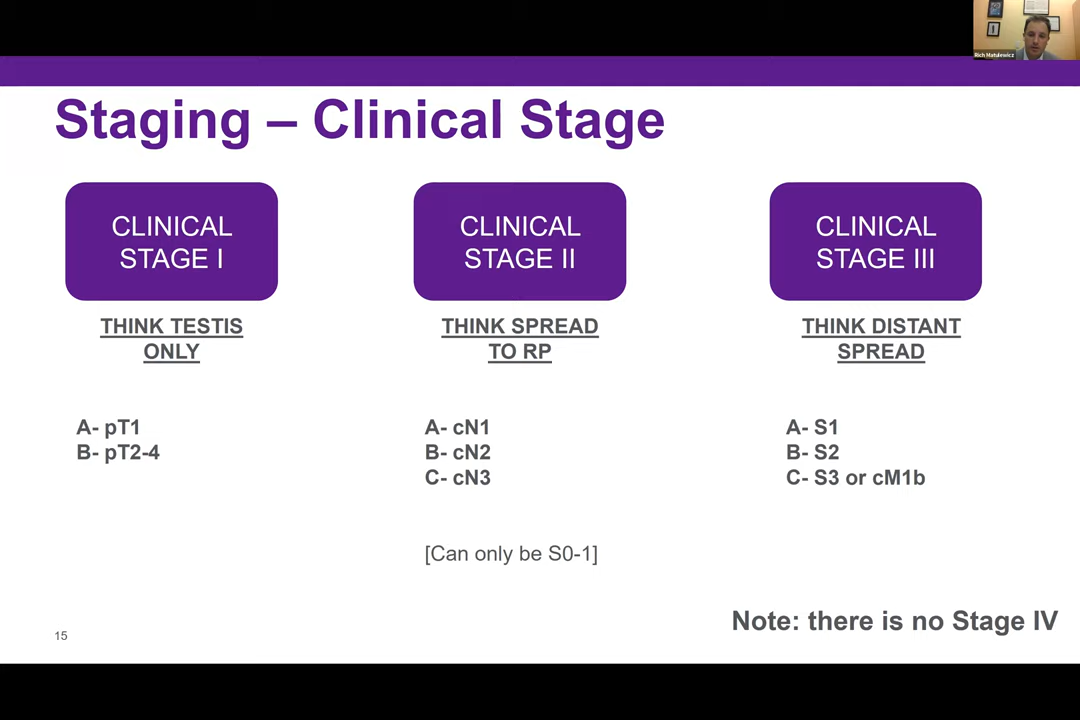 Rich Matulewicz
Staging – Clinical Stage
CLINICAL
STAGE I
THINK TESTIS
ONLY
A- pT1
B- pT2-4
CLINICAL
STAGE II
THINK SPREAD
TO RP
A- cN1
B- cN2
C- cN3
[Can only be S0-1]
CLINICAL
STAGE III
THINK DISTANT
SPREAD
A- S1
B- S2
C- S3 or cM1b
Note: there is no Stage IV
15